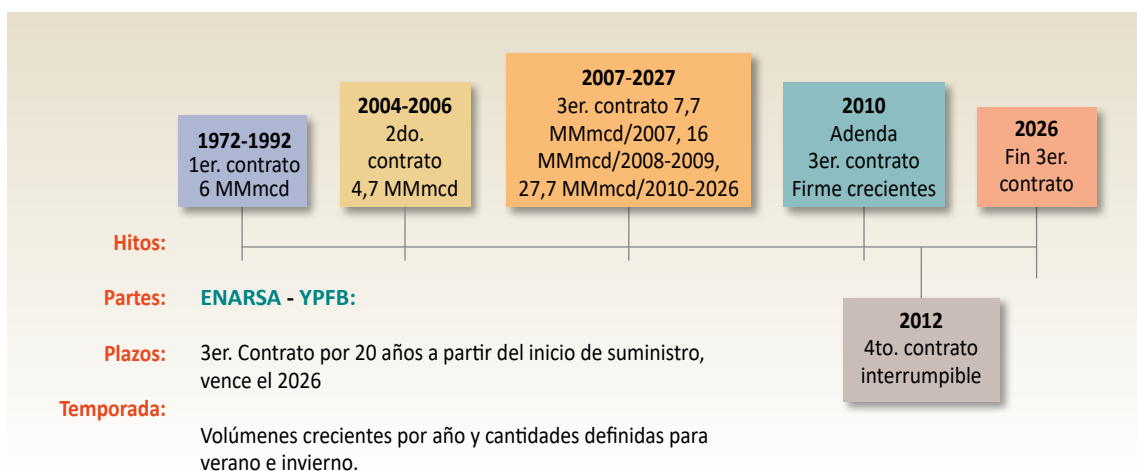 1972-1992
1er. contrato
6 MMmcd
2004-2006
2do.
contrato
4,7 MMmcd
2007-2027
3er. contrato 7,7
MMmcd/2007, 16
MMmcd/2008-2009,
27,7 MMmcd/2010-2026
2010
Adenda
3er. contrato
Firme crecientes
2026
Fin 3er.
contrato
Hitos:
2012
4to. contrato
interrumpible
Partes:
ENARSA - YPFB:
Plazos:
3er. Contrato por 20 años a partir del inicio de suministro,
vence el 2026
Temporada:
Volúmenes crecientes por año y cantidades definidas para
verano e invierno.